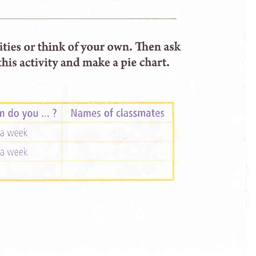 ities or think of your own. Then ask
this activity and make a pie chart.
n do you ... ? Names of classmates
a week
a week